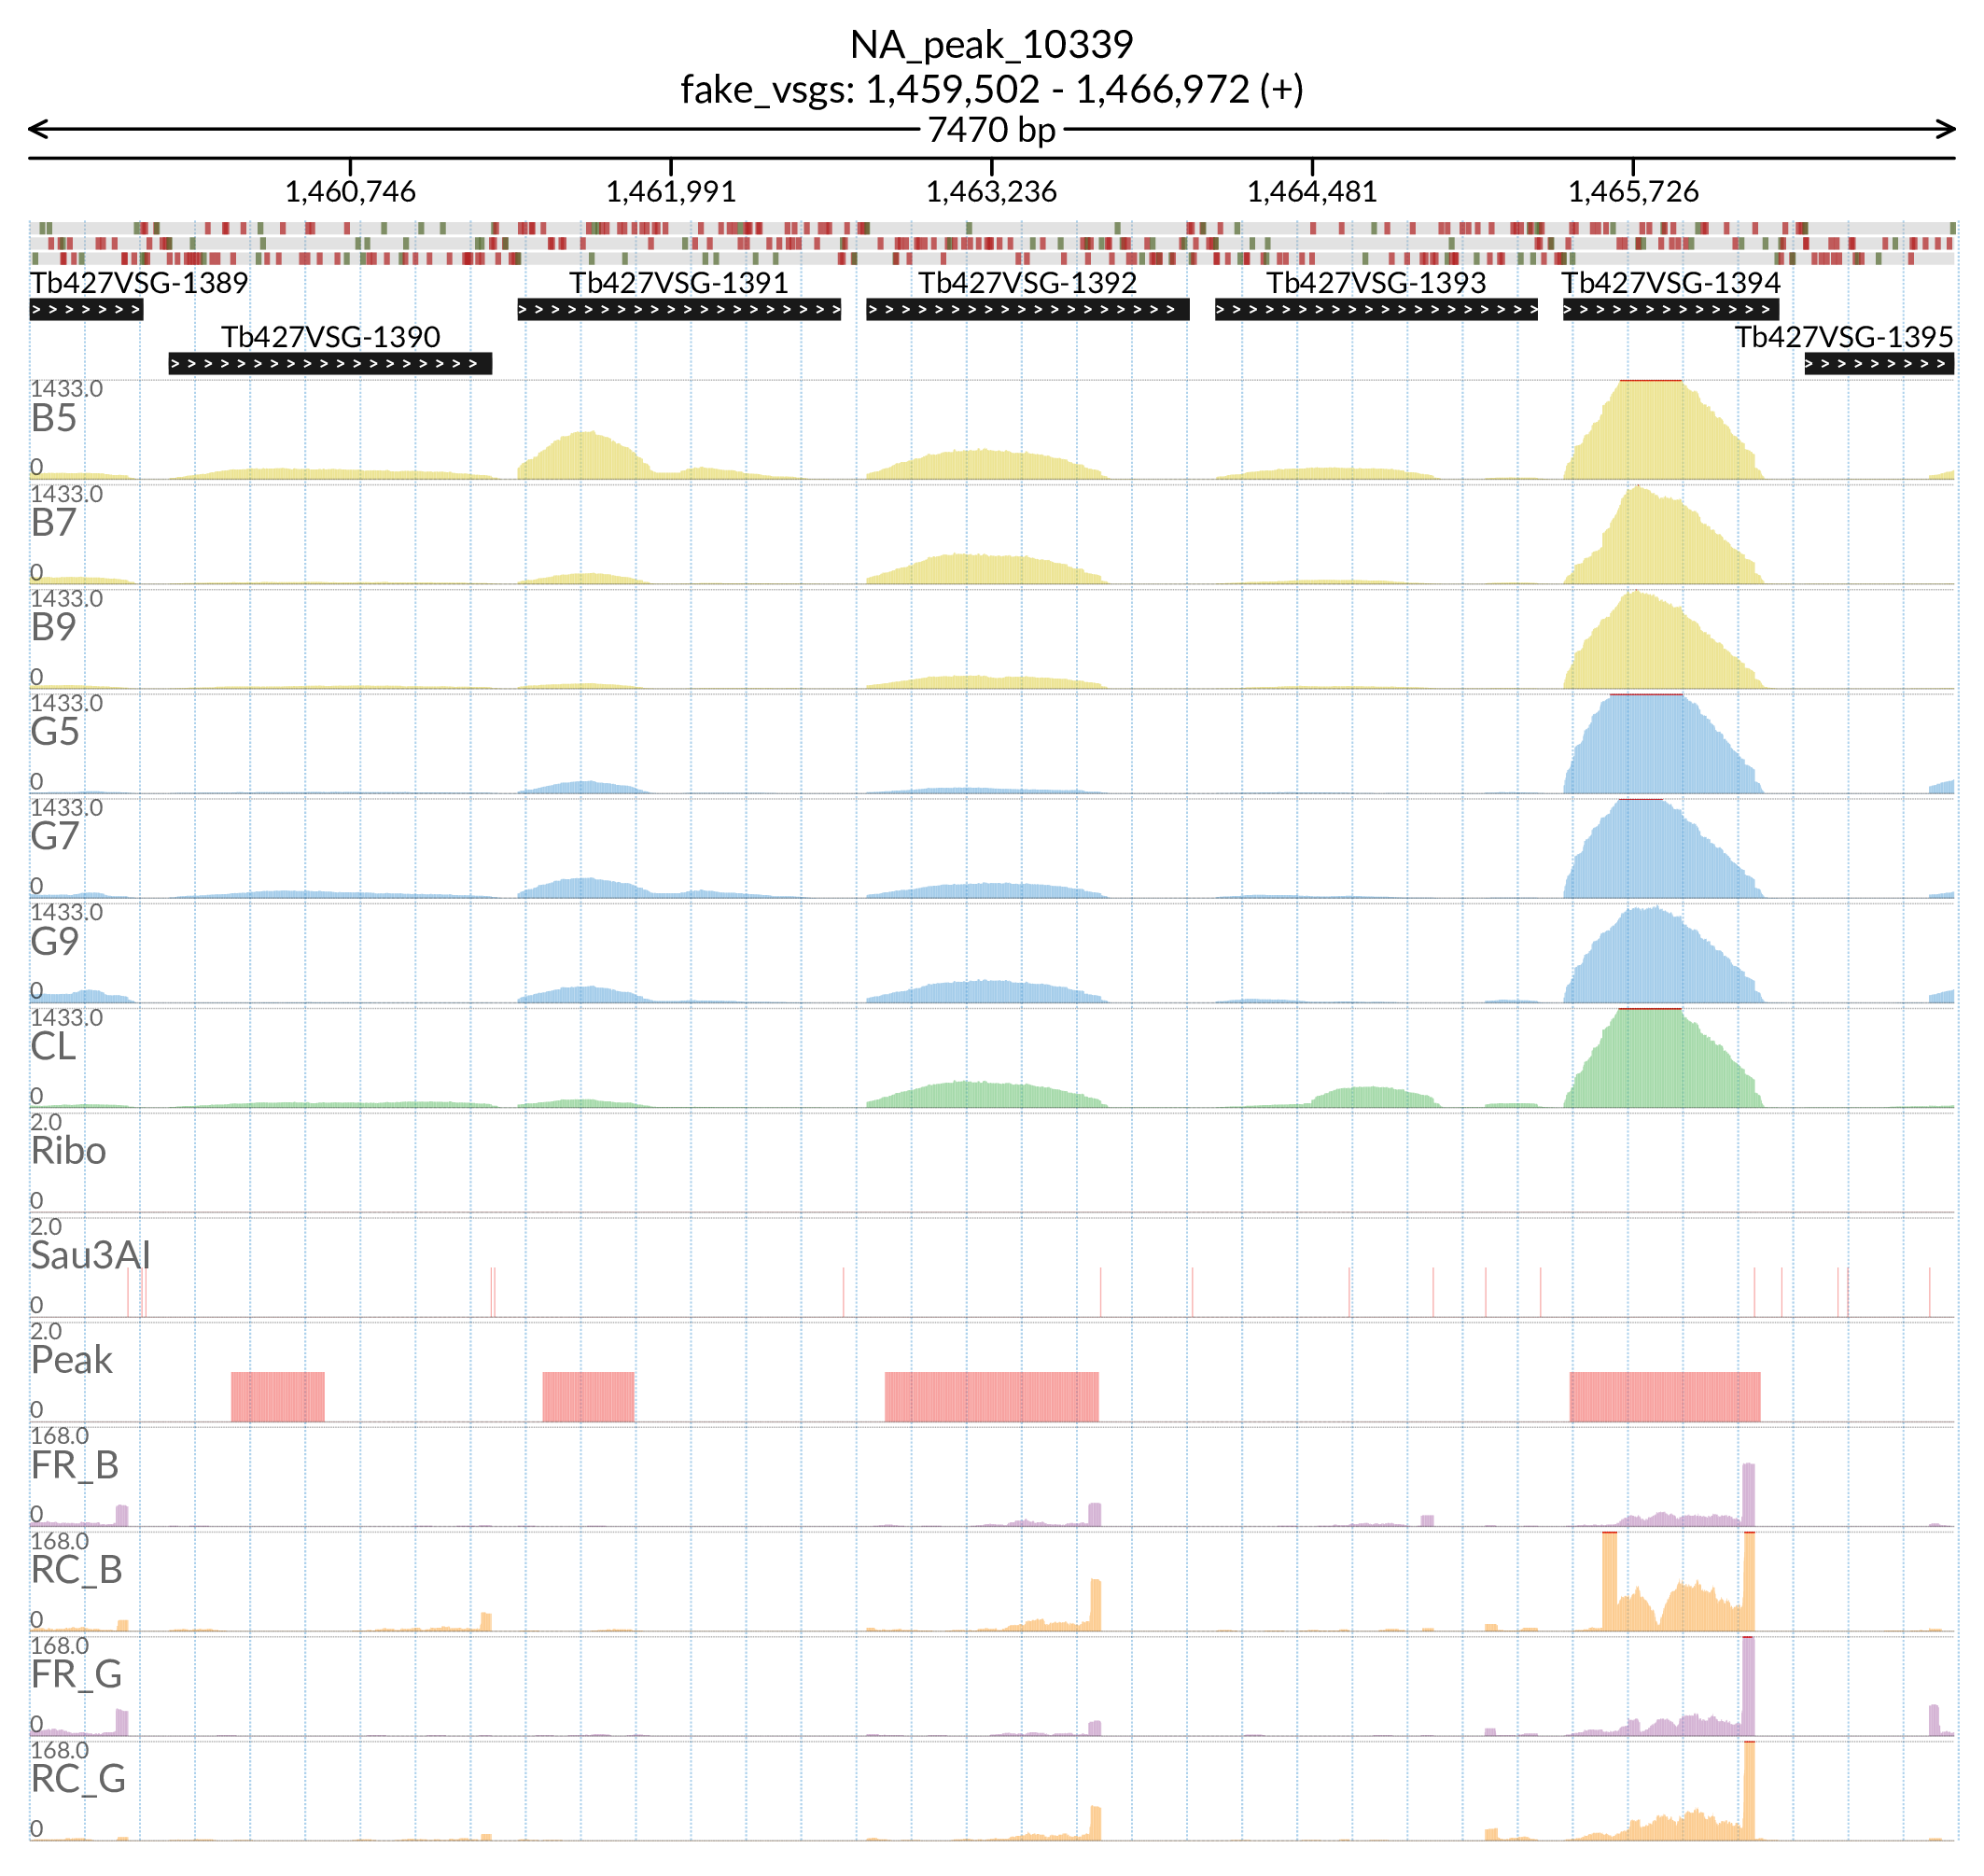 NA_peak_10339
fake_vsgs: 1,459,502 - 1,466,972 (+)
7470 bp
1,460,746 1,461,991 1,463,236 1,464,481 1,465,726
Tb427VSG-1389 Tb427VSG-1391 Tb427VSG-1392 Tb427VSG-1393 Tb427VSG-1394
Tb427VSG-1390 Tb427VSG-1395
1433.0
B5
0
1433.0
B7
0
1433.0
B9
0
1433.0
G5
0
1433.0
G7
0
1433.0
G9
0
1433.0
CL
0
2.0
Ribo
0
2.0
Sau3AI
0
2.0
Peak
0
168.0
FR_B
0
168.0
RC_B
0
168.0
FR_G
0
168.0
RC_G
0